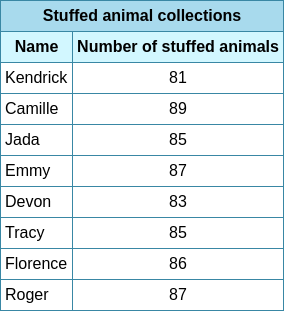 Stuffed animal collections
Name Number of stuffed animals
Kendrick 81
Camille 89
Jada 85
Emmy 87
Devon 83
Tracy 85
Florence 86
Roger 87